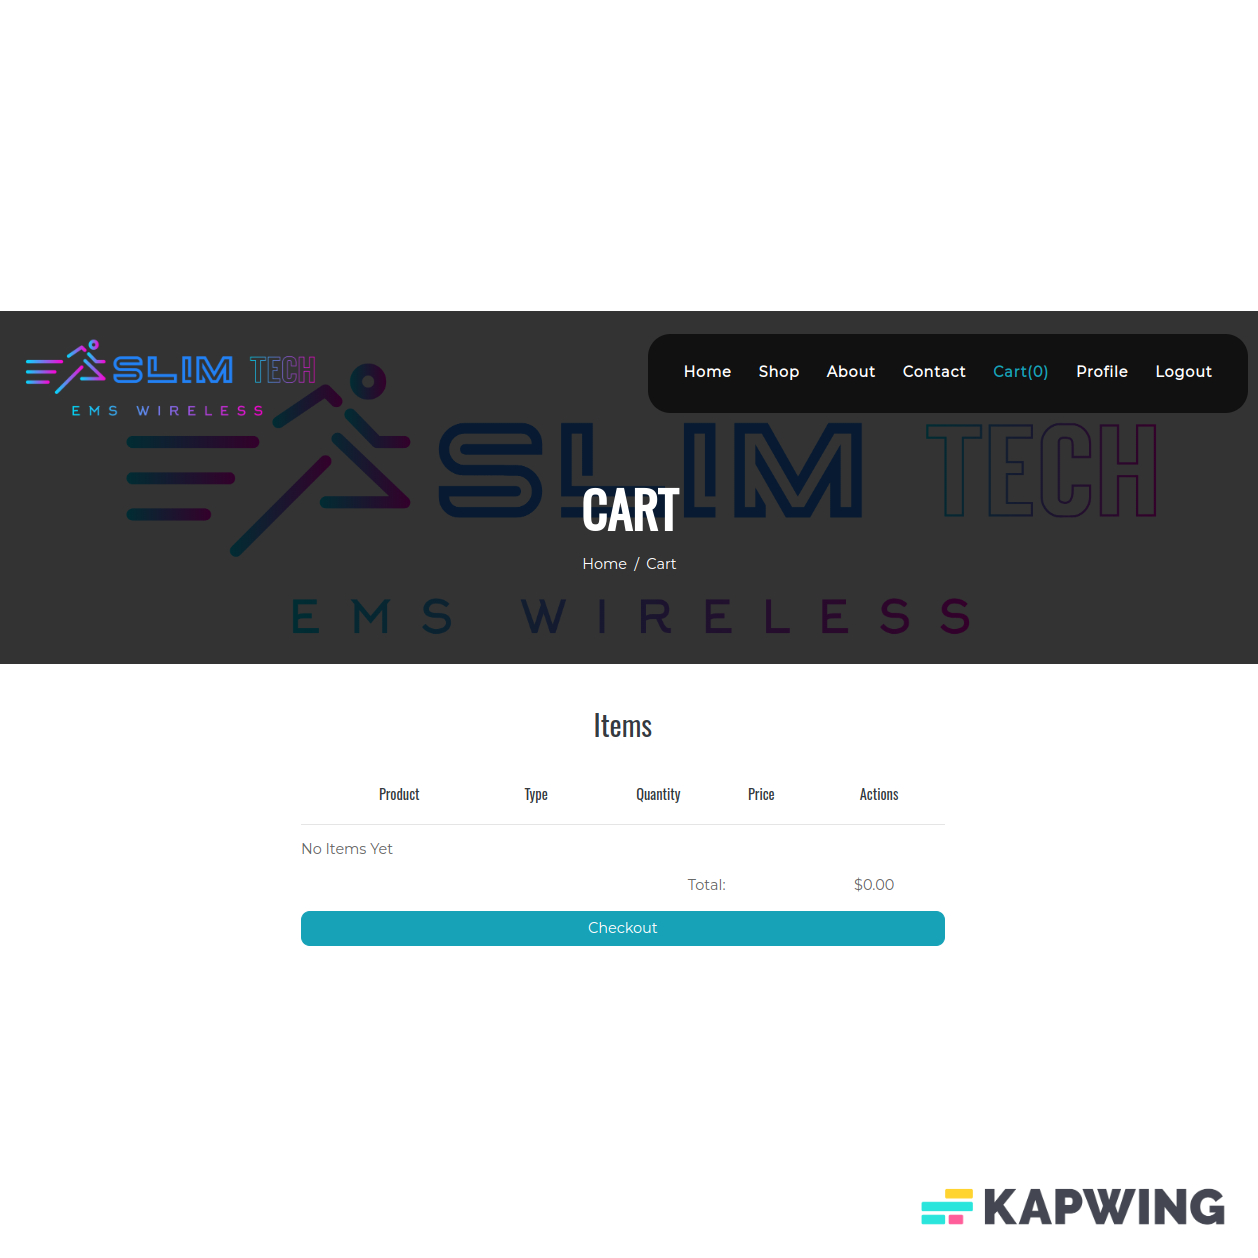 SLIM TECH
EMS WIRELESS
Home Shop About Contact Cart(0) Profile Logout
SLIM TECH
CART
Home / Cart
EMS WIRELESS
Items
Product Type Quantity Price Actions
No Items Yet
Total: $0.00
Checkout
KAPWING